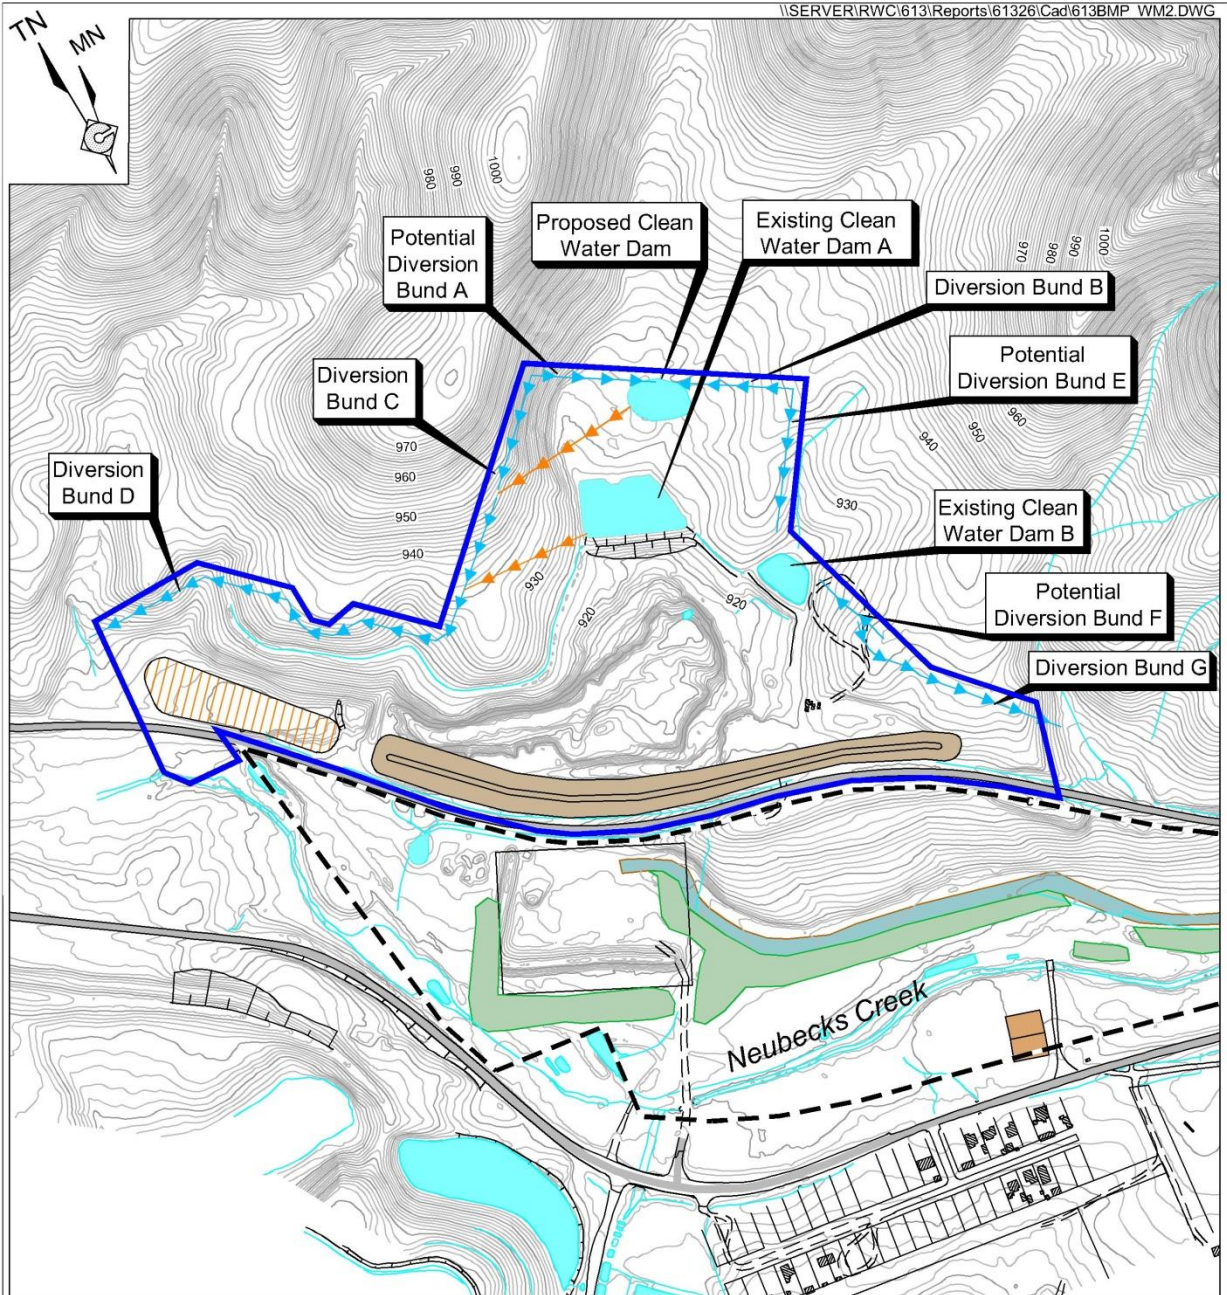 \\SERVER\RWC\613\Reports\61326\Cad\613BMP_WM2.DWG
TN
MN
980
990
1000
970
980
990
1000
Potential
Diversion
Bund A
Proposed Clean
Water Dam
Existing Clean
Water Dam A
Diversion Bund B
Potential
Diversion Bund E
Diversion
Bund C
960
950
940
970
960
950
940
930
Diversion
Bund D
Existing Clean
Water Dam B
930
920
920
Potential
Diversion Bund F
Diversion Bund G
C
Neubecks Creek